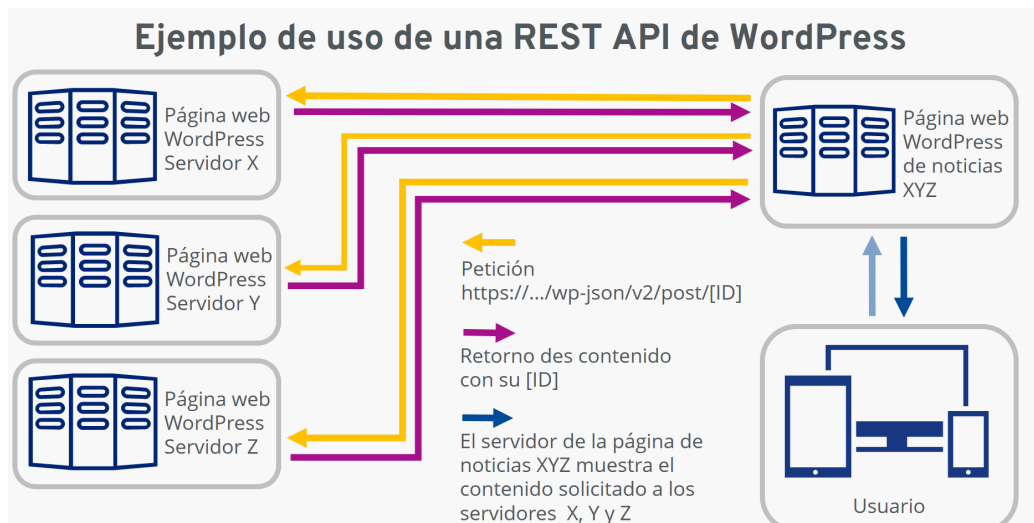 Ejemplo de uso de una REST API de WordPress
Página web
WordPress
Servidor X
Página web
WordPress
de noticias
XYZ
Página web
WordPress
Servidor Y
Petición
https://.../wp-json/v2/post/[ID]
Retorno des contenido
con su [ID]
Página web
WordPress
Servidor Z
El servidor de la página de
noticias XYZ muestra el
contenido solicitado a los
servidores X, Y y Z
Usuario